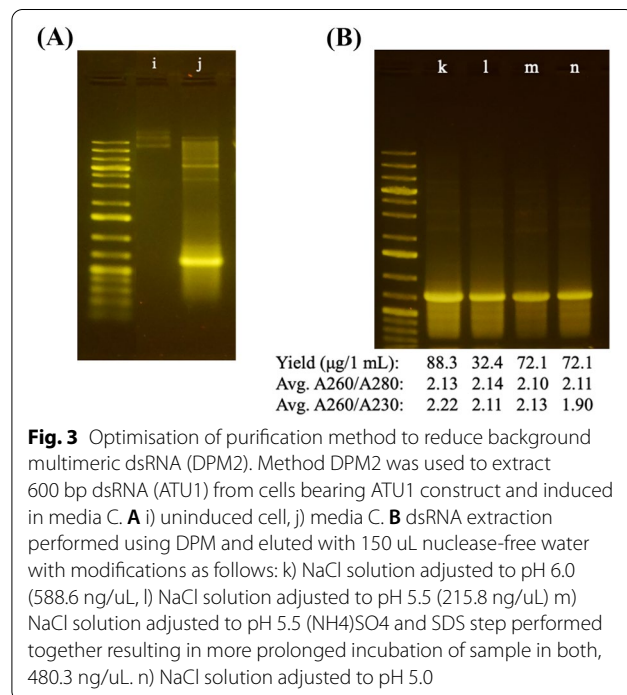 (A)
(B)
i j
k l m n
Yield (µg/1 mL): 88.3 32.4 72.1 72.1
Avg. A260/A280: 2.13 2.14 2.10 2.11
Avg. A260/A230: 2.22 2.11 2.13 1.90
Fig. 3 Optimisation of purification method to reduce background
multimeric dsRNA (DPM2). Method DPM2 was used to extract
600 bp dsRNA (ATU1) from cells bearing ATU1 construct and induced
in media C. A i) uninduced cell, j) media C. B dsRNA extraction
performed using DPM and eluted with 150 uL nuclease-free water
with modifications as follows: k) NaCl solution adjusted to pH 6.0
(588.6 ng/uL, l) NaCl solution adjusted to pH 5.5 (215.8 ng/uL) m)
NaCl solution adjusted to pH 5.5 (NH4)SO4 and SDS step performed
together resulting in more prolonged incubation of sample in both,
480.3 ng/uL. n) NaCl solution adjusted to pH 5.0